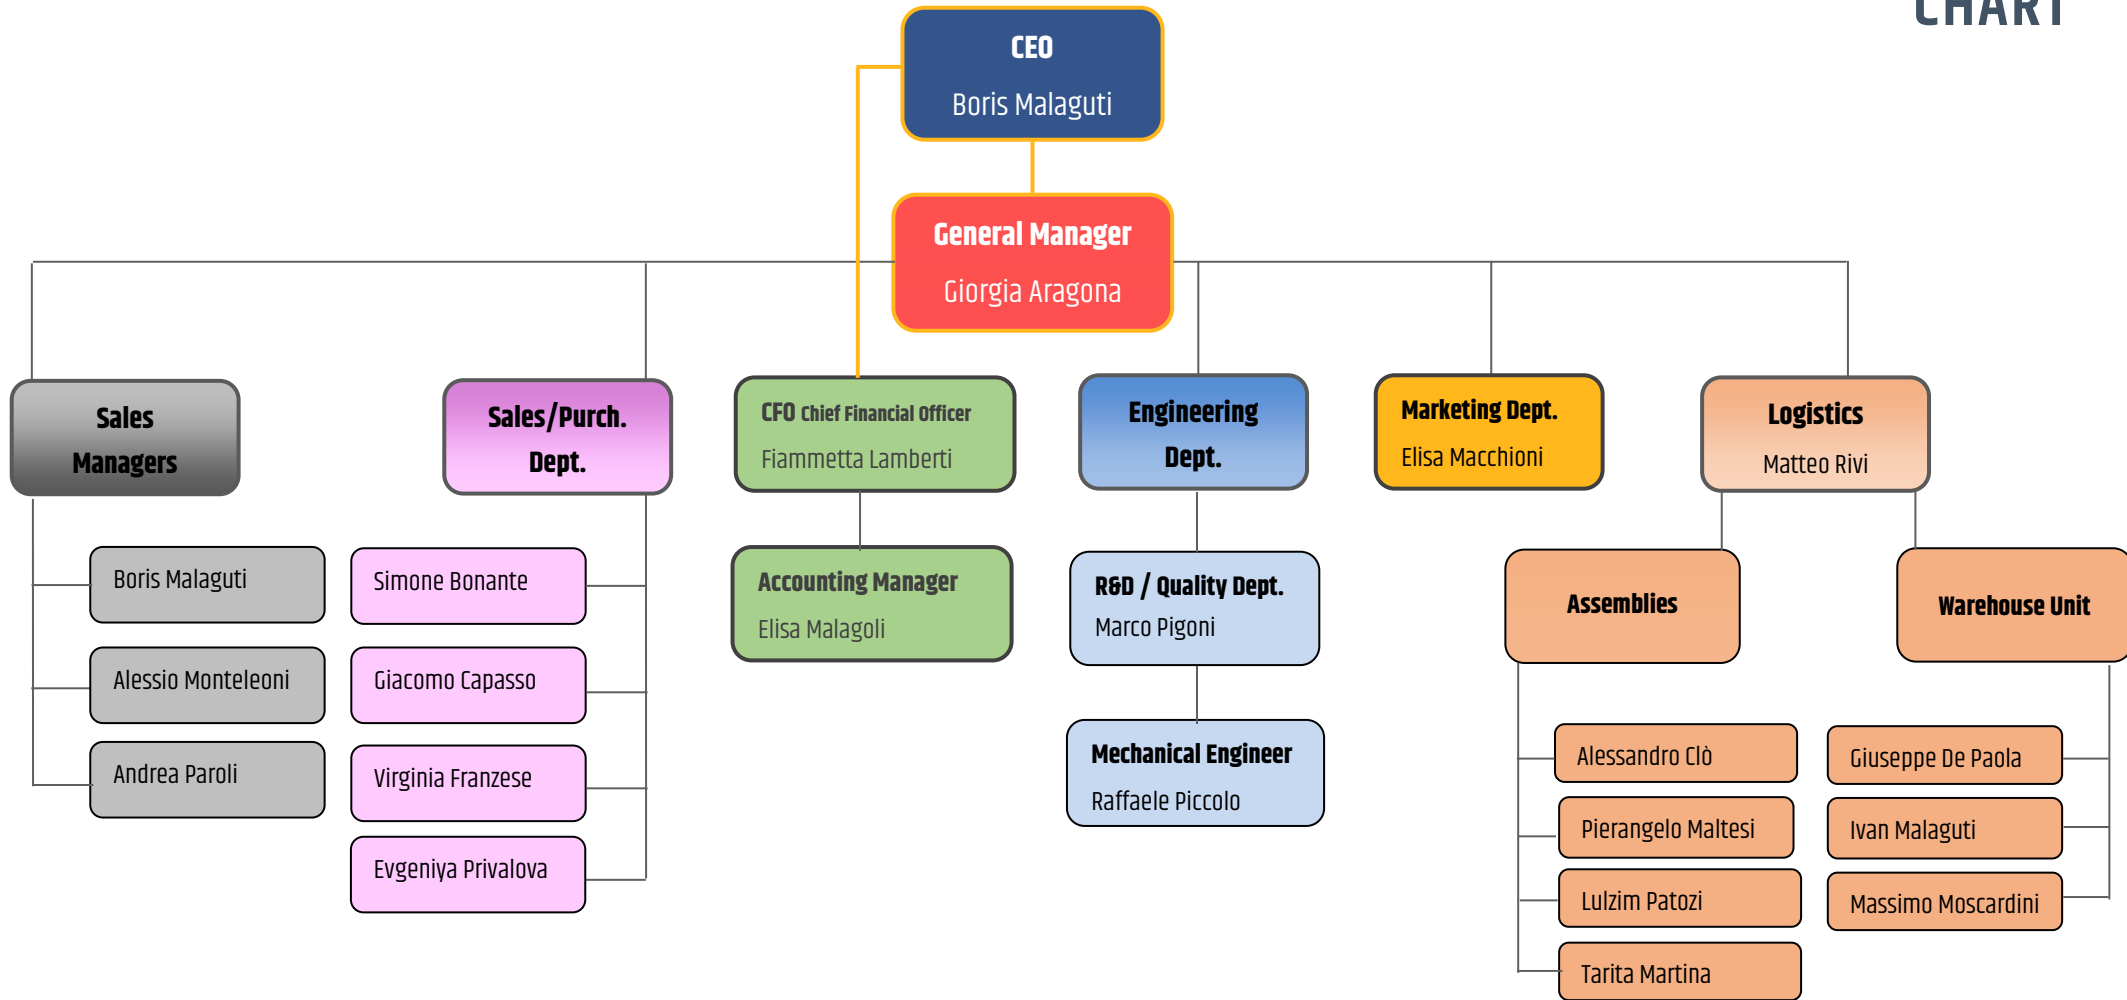 CHART
CEO
Boris Malaguti
General Manager
Giorgia Aragona
Sales
Managers
Boris Malaguti
Alessio Monteleoni
Andrea Paroli
Sales/Purch.
Dept.
Simone Bonante
Giacomo Capasso
Virginia Franzese
Evgeniya Privalova
CFO Chief Financial Officer
Fiammetta Lamberti
Accounting Manager
Elisa Malagoli
Engineering
Dept.
R&D / Quality Dept.
Marco Pigoni
Mechanical Engineer
Raffaele Piccolo
Marketing Dept.
Elisa Macchioni
Logistics
Matteo Rivi
Assemblies
Alessandro Clò
Pierangelo Maltesi
Lulzim Patozi
Tarita Martina
Warehouse Unit
Giuseppe De Paola
Ivan Malaguti
Massimo Moscardini